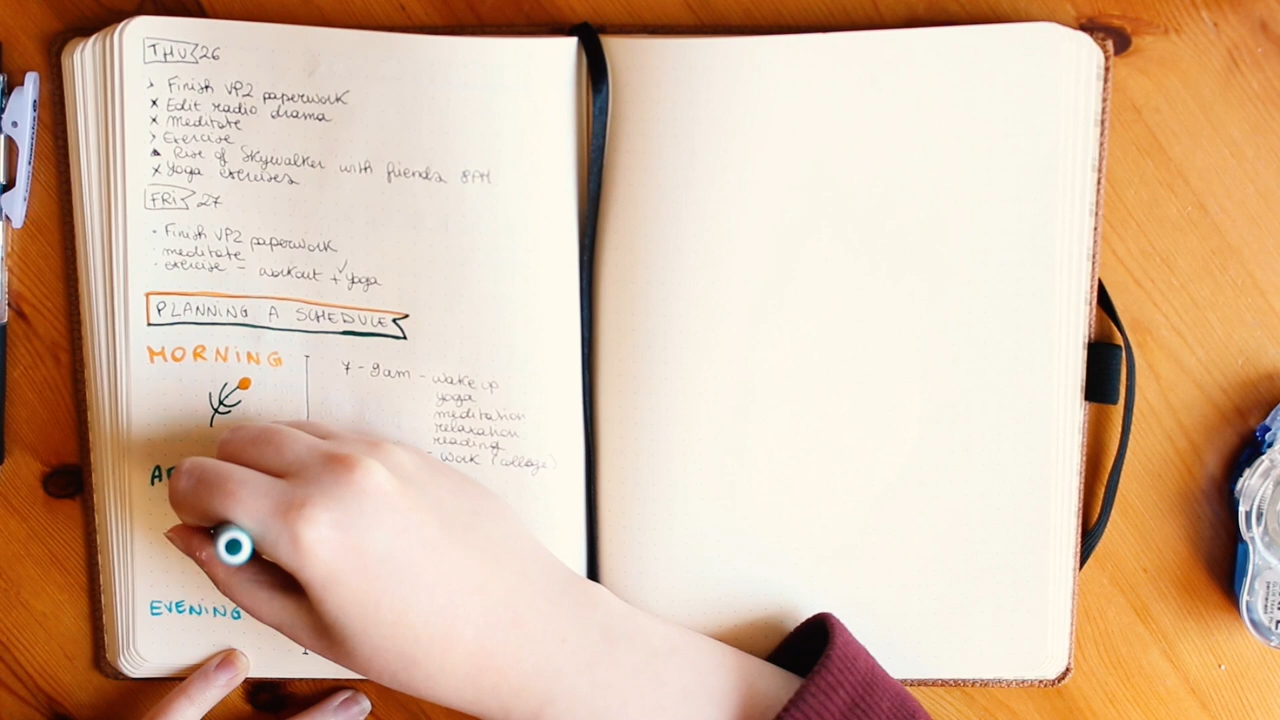 THU 26
> Finish VP2 paperwork
x Edit radio drama
x meditate
> Exercise
▲ Rise of Skywalker with friends 8PM
x Yoga exercises
FRI 27
• Finish VP2 paperwork
· meditate
· exercise - workout + yoga
PLANNING A SCHEDULE
MORNING
7-9am - wake up
yoga
meditation
relaxation
reading
- work (college)
EVENING